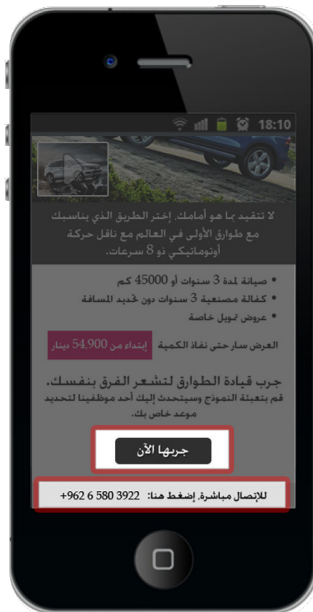 18:10
لا تتقيد بما هو أمامك، إختر الطريق الذي يناسبك
مع طوارق الأولى في العالم مع ناقل حركة
أوتوماتيكي ذو 8 سرعات.
• صيانة لمدة 3 سنوات أو 45000 كم
• كفالة مصنعية 3 سنوات دون تحديد المسافة
• عروض تمويل خاصة
العرض سار حتى نفاذ الكمية إبتداء من 54,900 دينار
جرب قيادة الطوارق لتشعر الفرق بنفسك.
قم بتعبئة النموذج وسيتحدث إليك أحد موظفينا لتحديد
موعد خاص بك.
جربها الآن
للإتصال مباشرة، إضغط هنا: +962 6 580 3922